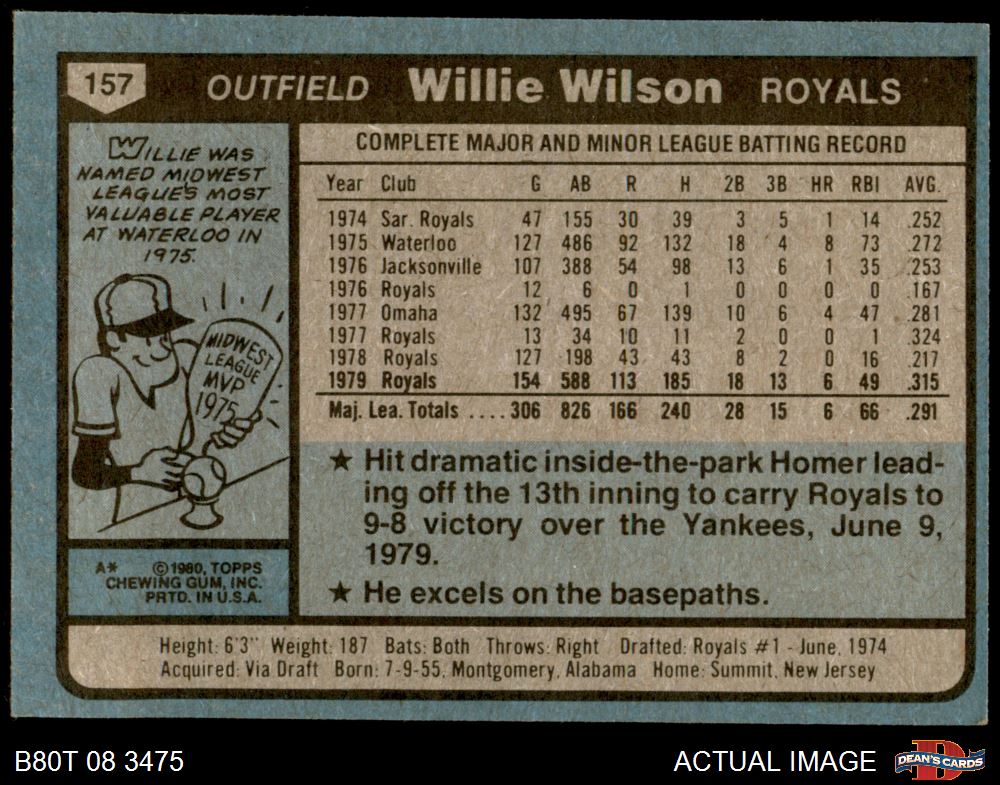 157 OUTFIELD Willie Wilson ROYALS
WILLIE WAS
NAMED MIDWEST
LEAGUE'S MOST
VALUABLE PLAYER
AT WATERLOO IN
1975.
MIDWEST
LEAGUE
MVP
1975
A* ©1980, TOPPS
CHEWING GUM, INC.
PRTD. IN U.S.A.
COMPLETE MAJOR AND MINOR LEAGUE BATTING RECORD
Year Club G AB R H 2B 3B HR RBI AVG.
1974 Sar. Royals 47 155 30 39 3 5 1 14 .252
1975 Waterloo 127 486 92 132 18 4 8 73 .272
1976 Jacksonville 107 388 54 98 13 6 1 35 .253
1976 Royals 12 6 0 1 0 0 0 0 .167
1977 Omaha 132 495 67 139 10 6 4 47 .281
1977 Royals 13 34 10 11 2 0 0 1 .324
1978 Royals 127 198 43 43 8 2 0 16 .217
1979 Royals 154 588 113 185 18 13 6 49 .315
Maj. Lea. Totals ....306 826 166 240 28 15 6 66 .291
★ Hit dramatic inside-the-park Homer lead-
ing off the 13th inning to carry Royals to
9-8 victory over the Yankees, June 9,
1979.
★ He excels on the basepaths.
Height: 6'3" Weight: 187 Bats: Both Throws: Right Drafted: Royals #1 - June, 1974
Acquired: Via Draft Born: 7-9-55, Montgomery, Alabama Home: Summit, New Jersey
B80T 08 3475 ACTUAL IMAGE
D
DEAN'S CARDS